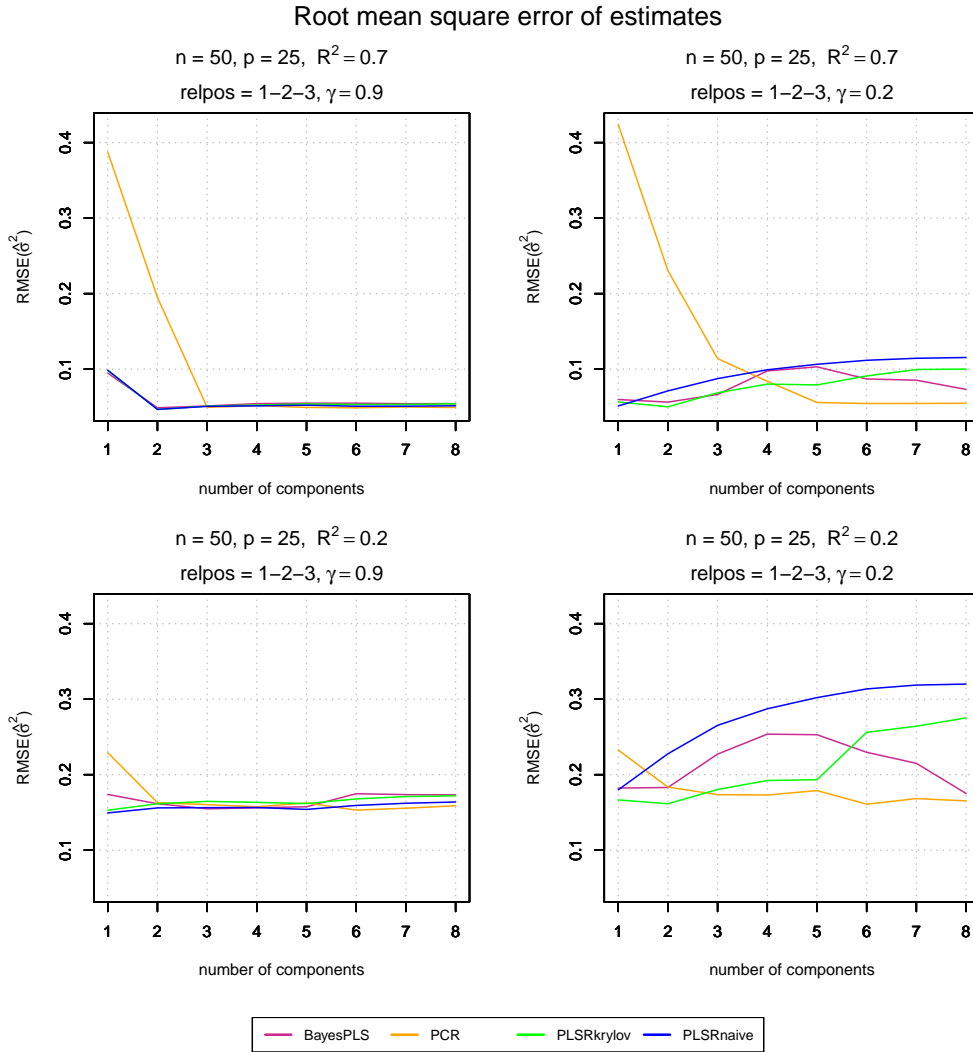 Root mean square error of estimates
n = 50, p = 25, R² = 0.7
relpos = 1−2−3, γ = 0.9
RMSE(σ̂²)
0.4
0.3
0.2
0.1
1 2 3 4 5 6 7 8
number of components
n = 50, p = 25, R² = 0.7
relpos = 1−2−3, γ = 0.2
RMSE(σ̂²)
0.4
0.3
0.2
0.1
1 2 3 4 5 6 7 8
number of components
n = 50, p = 25, R² = 0.2
relpos = 1−2−3, γ = 0.9
RMSE(σ̂²)
0.4
0.3
0.2
0.1
1 2 3 4 5 6 7 8
number of components
n = 50, p = 25, R² = 0.2
relpos = 1−2−3, γ = 0.2
RMSE(σ̂²)
0.4
0.3
0.2
0.1
1 2 3 4 5 6 7 8
number of components
BayesPLS PCR PLSRkrylov PLSRnaive